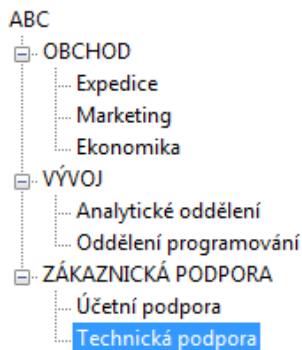 ABC
OBCHOD
Expedice
Marketing
Ekonomika
VÝVOJ
Analytické oddělení
Oddělení programování
ZÁKAZNICKÁ PODPORA
Účetní podpora
Technická podpora